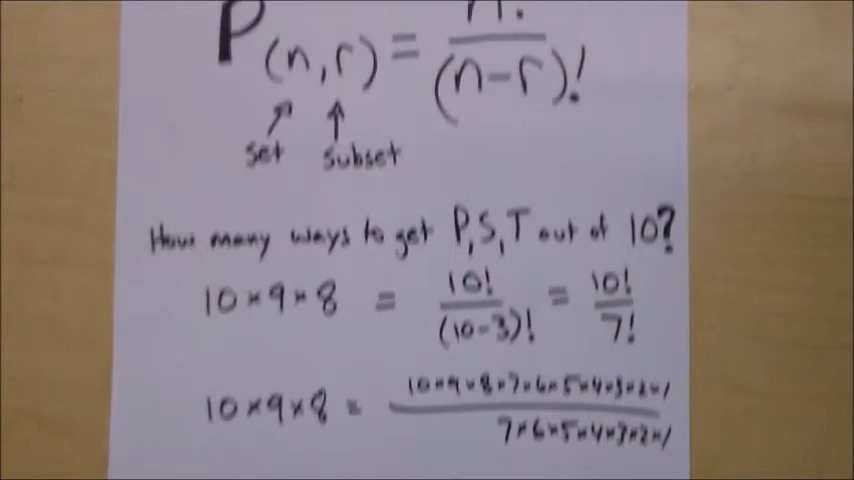 P(n,r) = n! / (n-r)!
set subset
How many ways to get P,S,T out of 10?
10×9×8 = 10! / (10-3)! = 10! / 7!
10×9×8 = 10×9×8×7×6×5×4×3×2×1 / 7×6×5×4×3×2×1